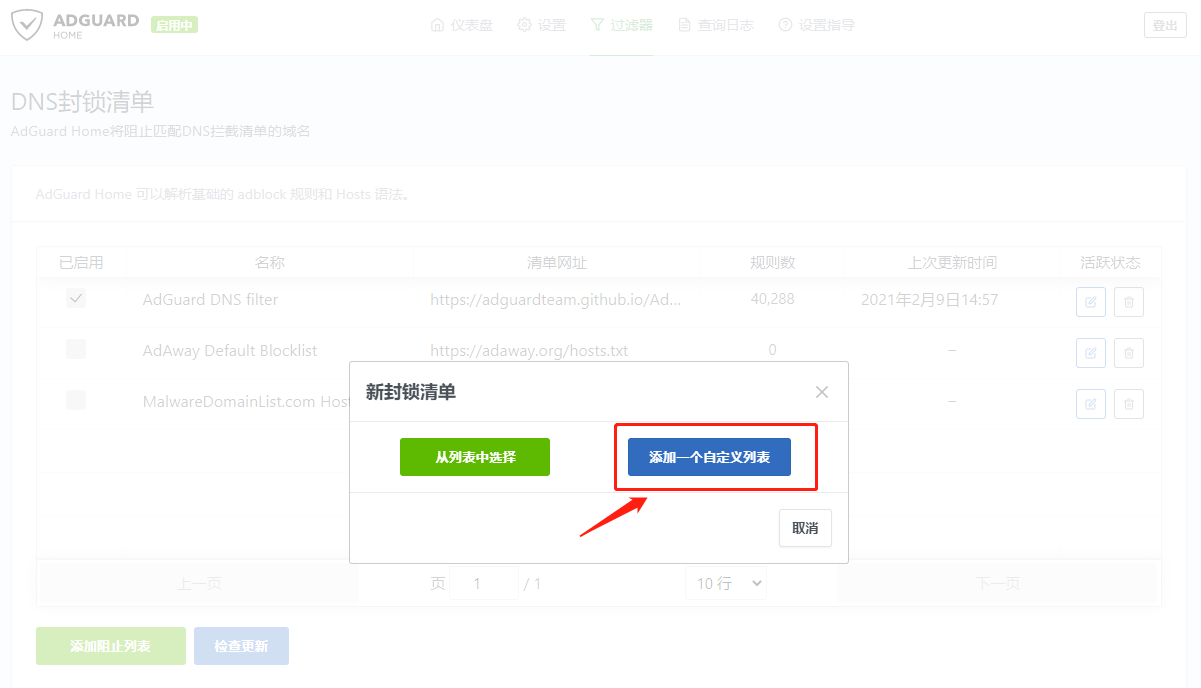 ADGUARD
HOME
启用中
仪表盘 设置 过滤器 查询日志 设置指导
登出
DNS封锁清单
AdGuard Home将阻止匹配DNS拦截清单的域名
AdGuard Home 可以解析基础的 adblock 规则和 Hosts 语法。
已启用 名称 清单网址 规则数 上次更新时间 活跃状态
AdGuard DNS filter https://adguardteam.github.io/Ad... 40,288 2021年2月9日14:57
AdAway Default Blocklist https://adaway.org/hosts.txt 0 –
MalwareDomainList.com Hos –
新封锁清单
从列表中选择 添加一个自定义列表
取消
上一页 页 1 / 1 10 行 下一页
添加阻止列表 检查更新